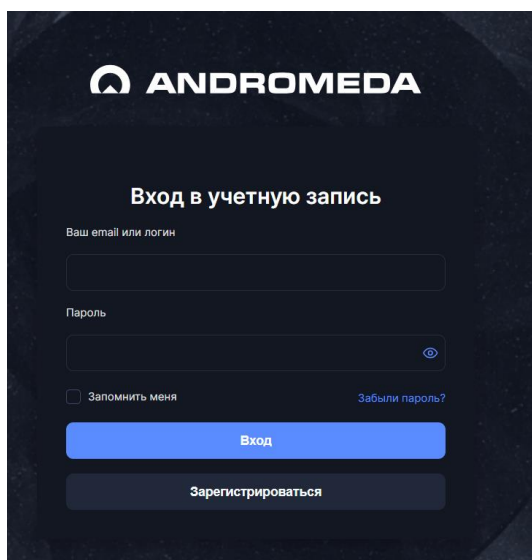 ANDROMEDA
Вход в учетную запись
Ваш email или логин
Пароль
Запомнить меня
Забыли пароль?
Вход
Зарегистрироваться